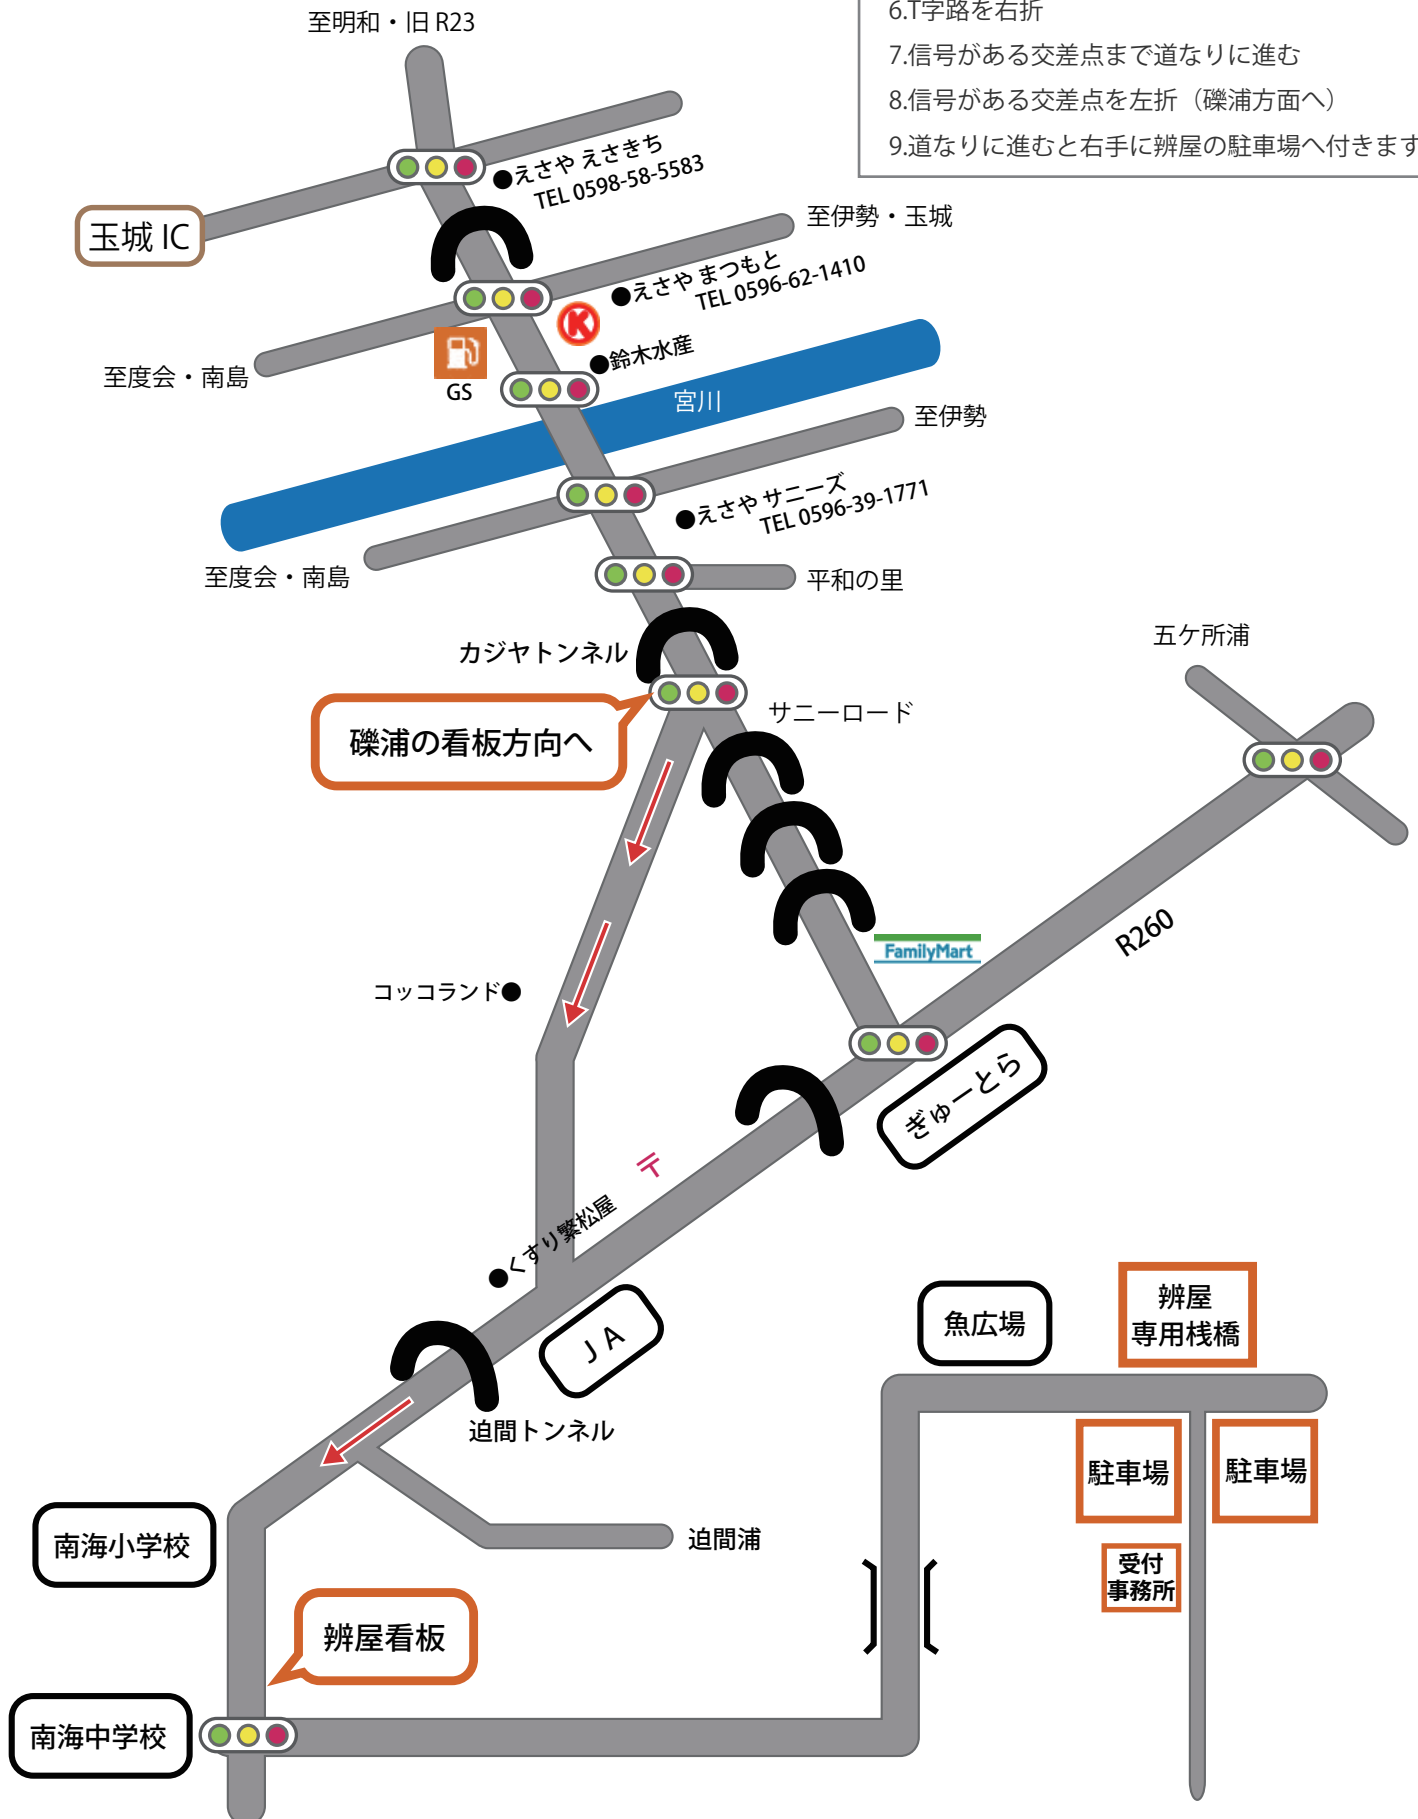 6.T字路を右折
7.信号がある交差点まで道なりに進む
8.信号がある交差点を左折（礫浦方面へ）
9.道なりに進むと右手に辨屋の駐車場へ付きます
至明和・旧 R23
●えさや えさきち
TEL 0598-58-5583
玉城 IC
至伊勢・玉城
●えさや まつもと
TEL 0596-62-1410
K
●鈴木水産
至度会・南島
GS
宮川
至伊勢
●えさや サニーズ
TEL 0596-39-1771
至度会・南島
平和の里
カジヤトンネル
五ケ所浦
礫浦の看板方向へ
サニーロード
R260
FamilyMart
コッコランド●
ぎゅーとら
〒
●くすり繁松屋
ＪＡ
魚広場
辨屋
専用桟橋
迫間トンネル
駐車場
駐車場
南海小学校
迫間浦
受付
事務所
辨屋看板
南海中学校